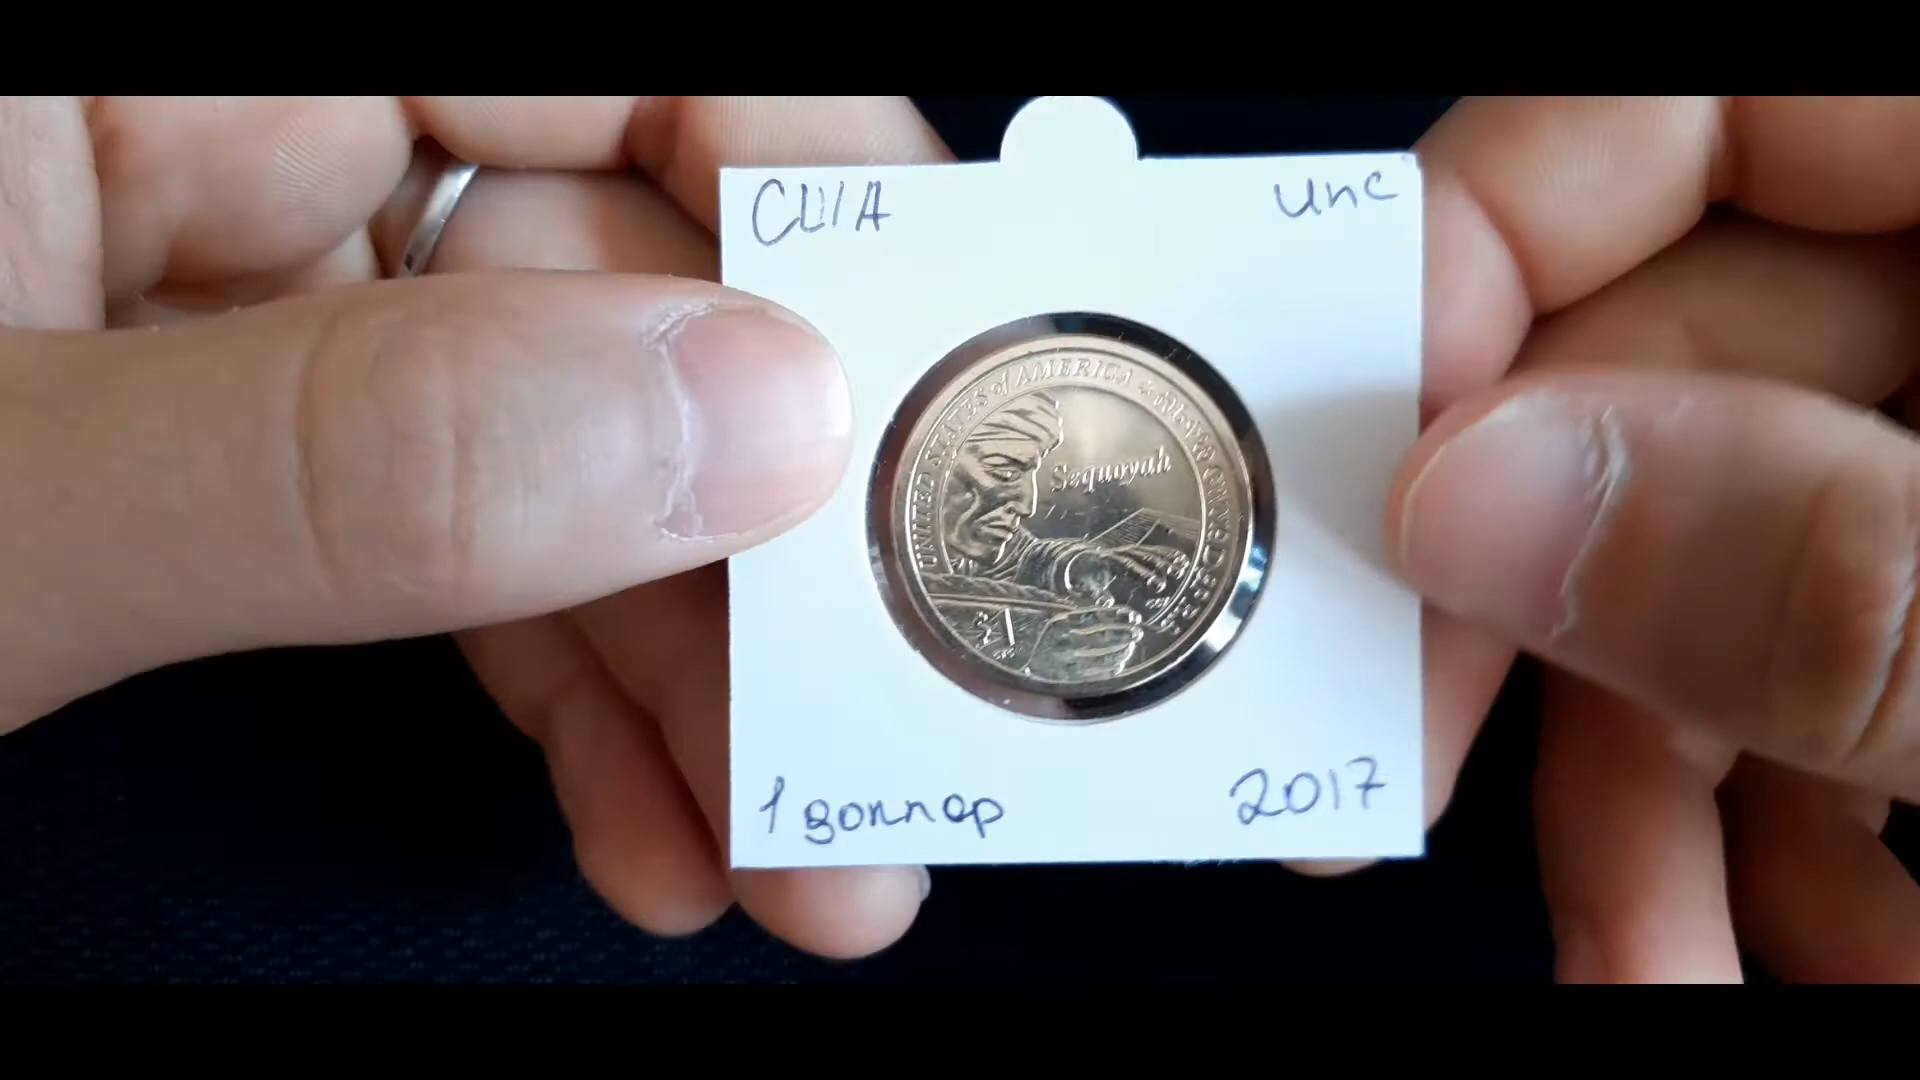 США
unc
UNITED STATES of AMERICA
Sequoyah
$1
1 доллар
2017